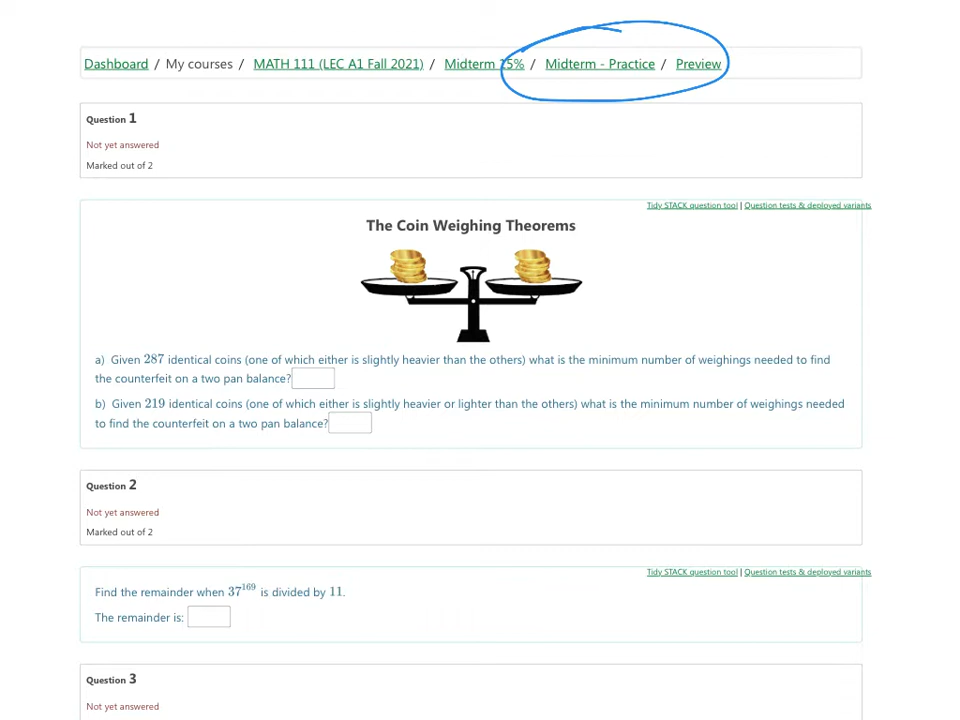 Dashboard / My courses / MATH 111 (LEC A1 Fall 2021) / Midterm 15% / Midterm - Practice / Preview
Question 1
Not yet answered
Marked out of 2
Tidy STACK question tool | Question tests & deployed variants
The Coin Weighing Theorems
a) Given 287 identical coins (one of which either is slightly heavier than the others) what is the minimum number of weighings needed to find
the counterfeit on a two pan balance?
b) Given 219 identical coins (one of which either is slightly heavier or lighter than the others) what is the minimum number of weighings needed
to find the counterfeit on a two pan balance?
Question 2
Not yet answered
Marked out of 2
Tidy STACK question tool | Question tests & deployed variants
Find the remainder when 37^169 is divided by 11.
The remainder is:
Question 3
Not yet answered